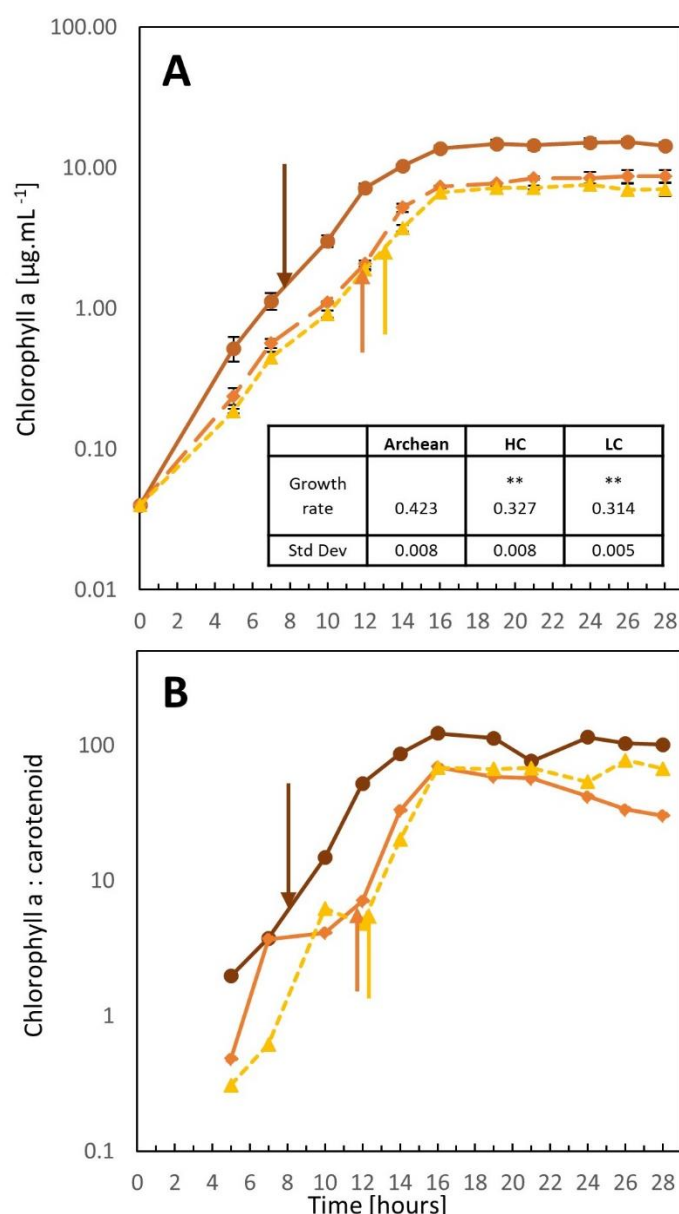 100.00
A
10.00
1.00
0.10
0.01
Chlorophyll a [µg.mL -1]
Archean HC LC
Growth rate 0.423 ** 0.327 ** 0.314
Std Dev 0.008 0.008 0.005
0 2 4 6 8 10 12 14 16 18 20 22 24 26 28
B
100
10
1
0.1
Chlorophyll a : carotenoid
0 2 4 6 8 10 12 14 16 18 20 22 24 26 28
Time [hours]